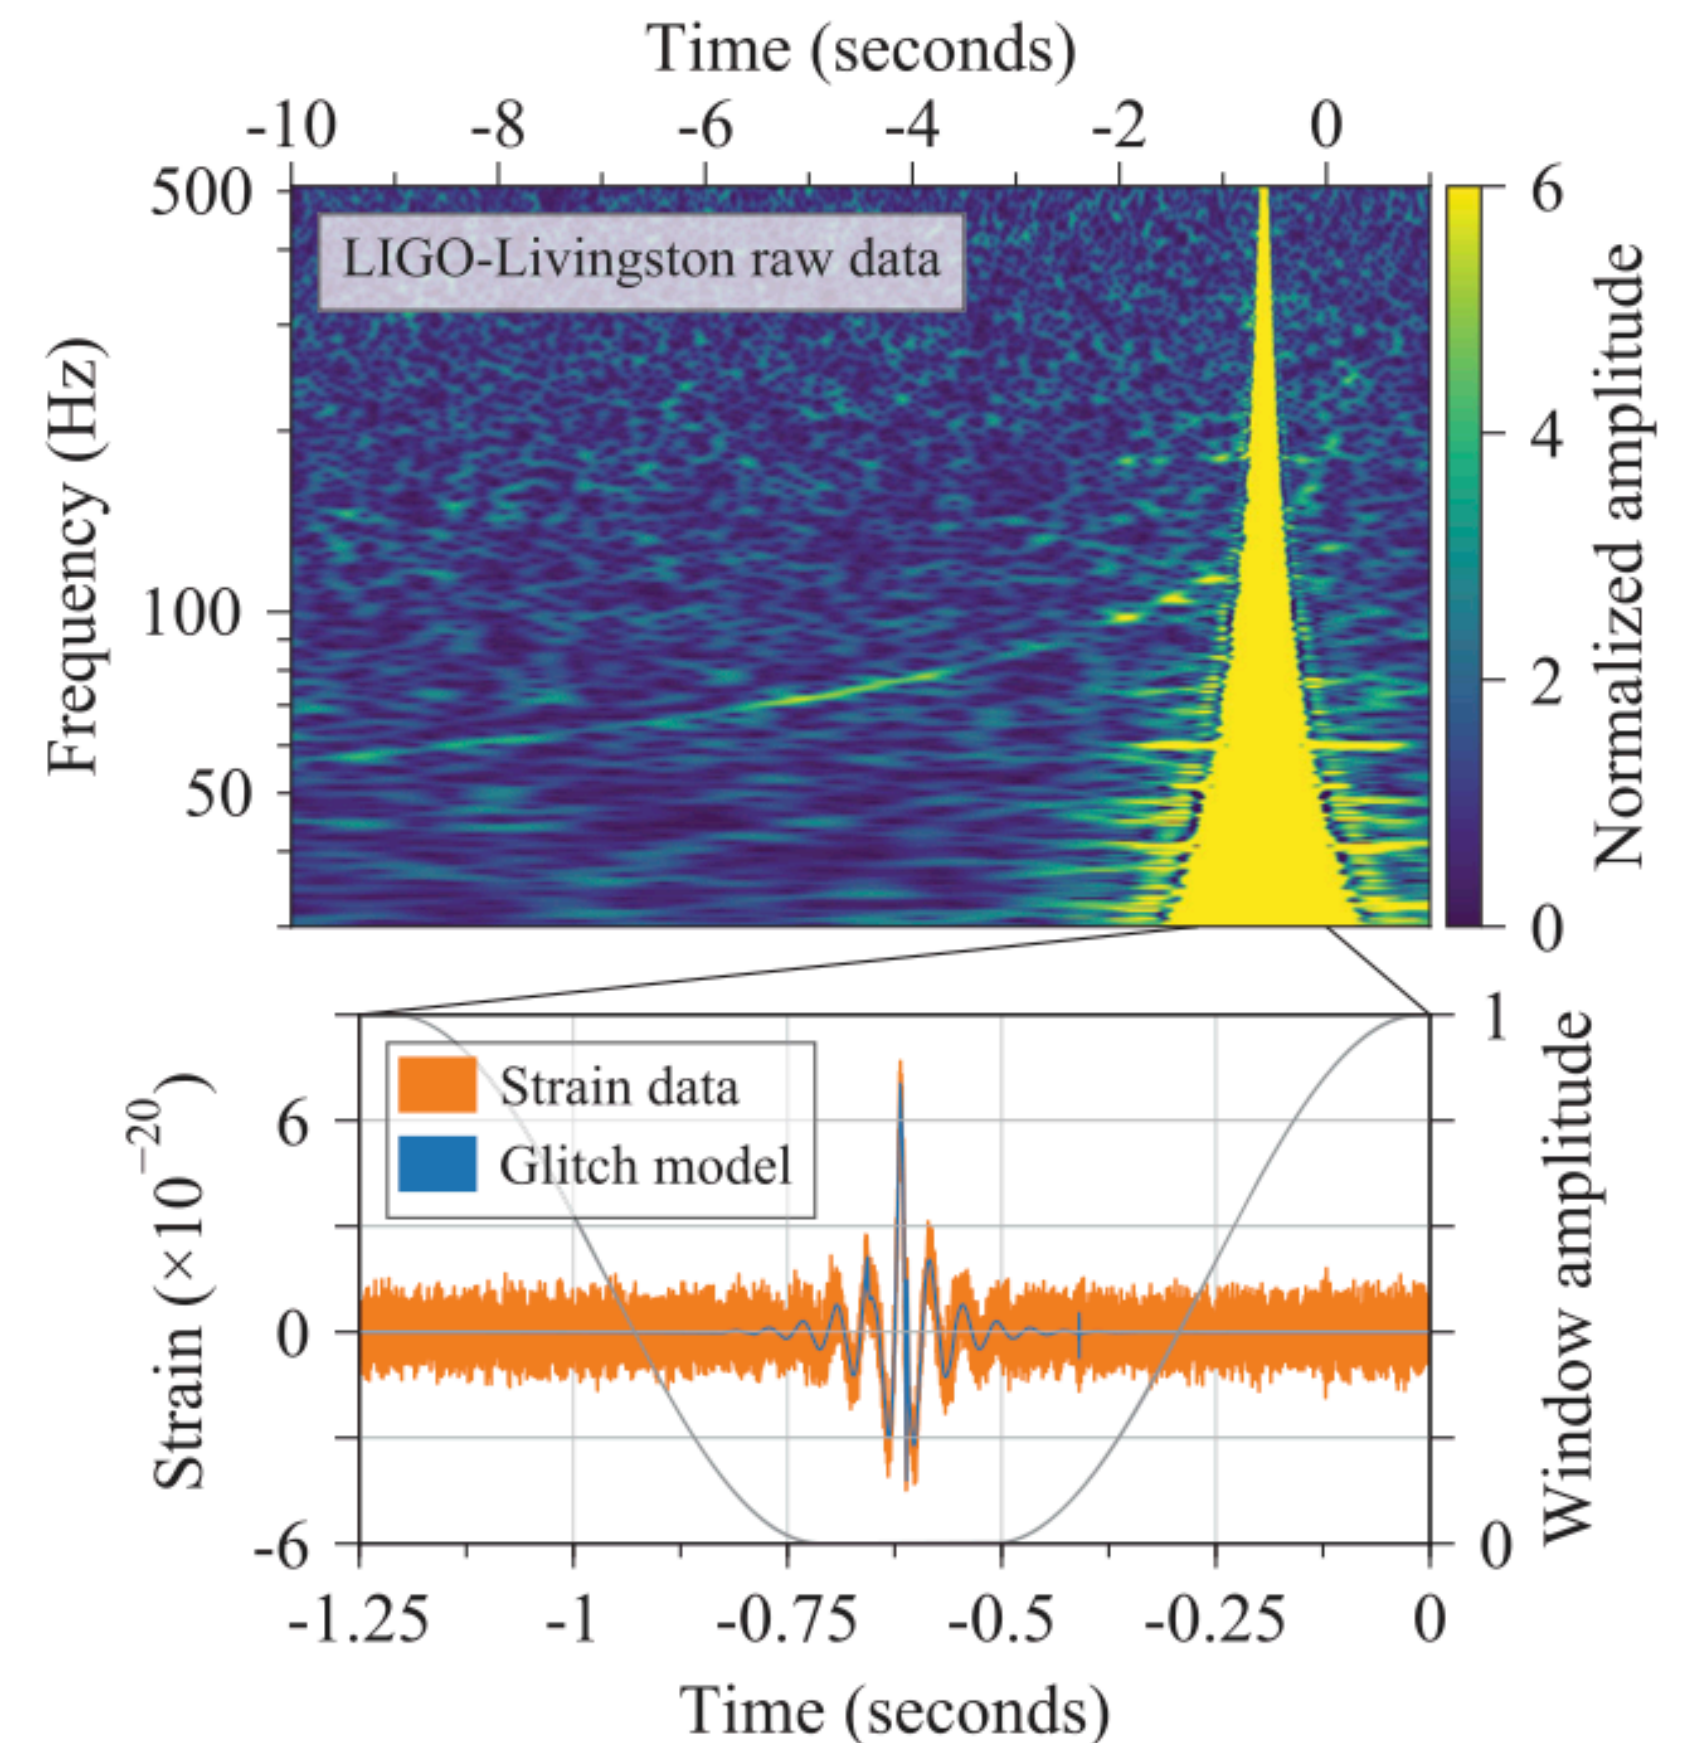 Time (seconds)
-10 -8 -6 -4 -2 0
500
100
50
Frequency (Hz)
LIGO-Livingston raw data
6
4
2
0
Normalized amplitude
Strain data
Glitch model
6
0
-6
Strain (×10⁻²⁰)
1
0
Window amplitude
-1.25 -1 -0.75 -0.5 -0.25 0
Time (seconds)